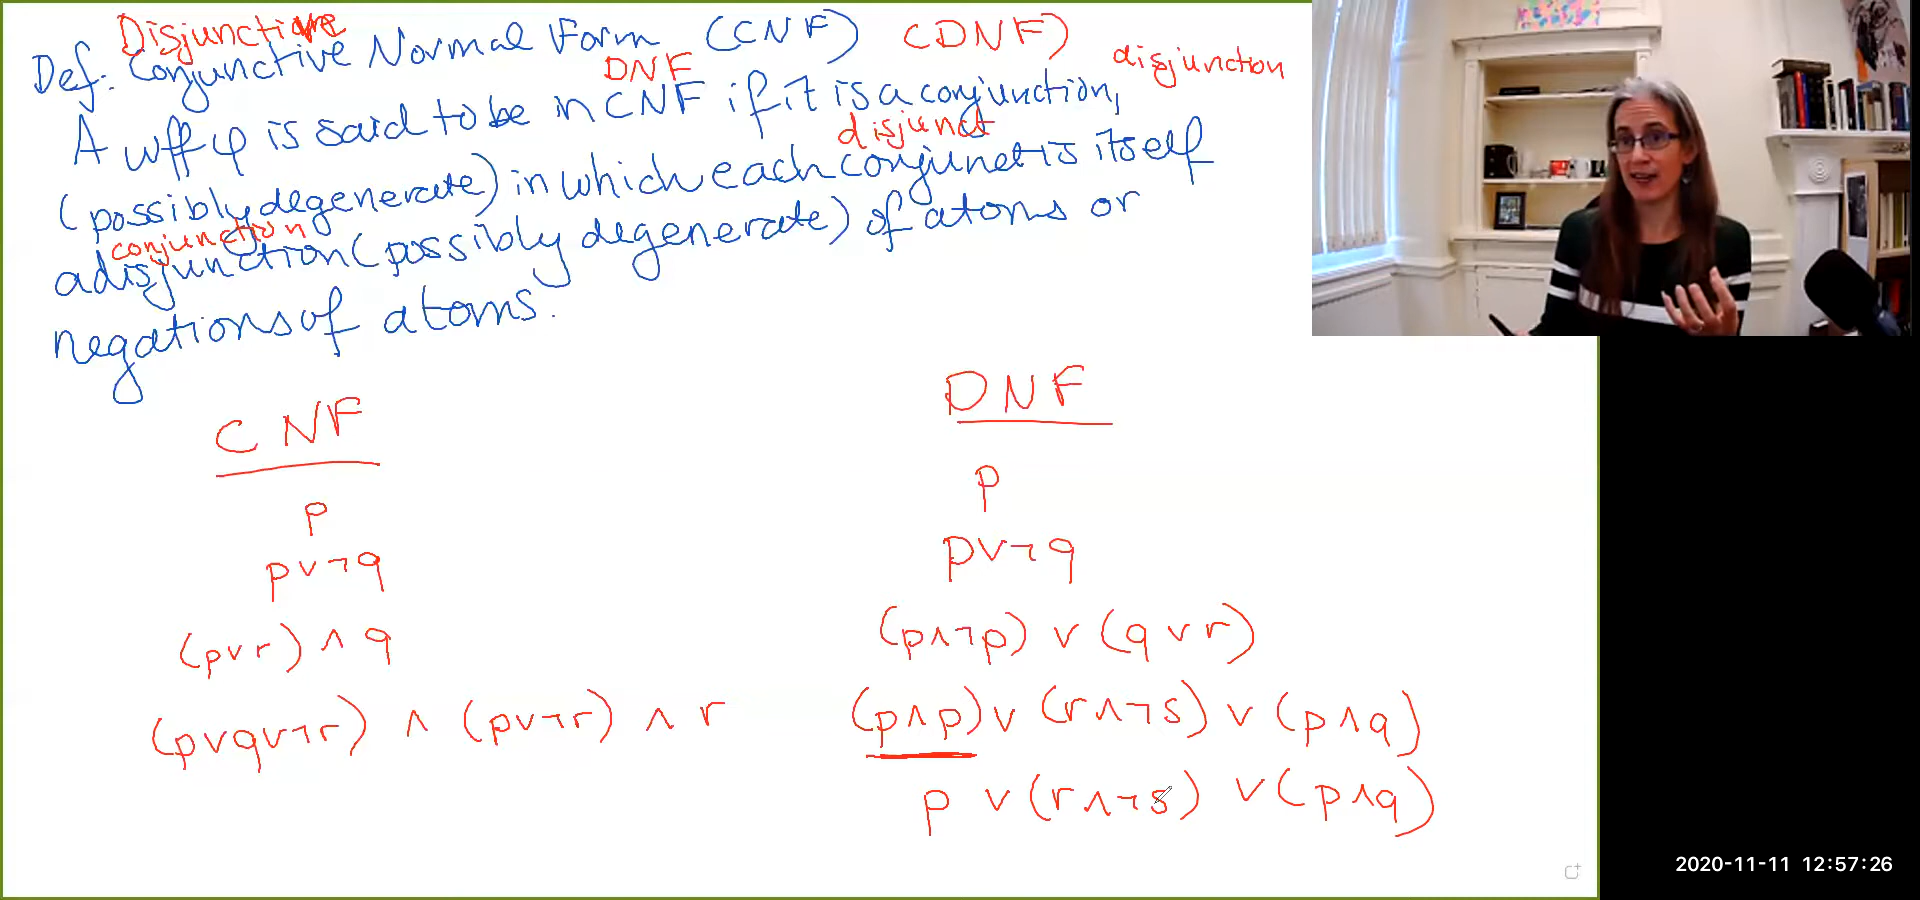 Disjunctive
Def: Conjunctive Normal Form (CNF) (DNF)
DNF disjunction
A wff φ is said to be in CNF if it is a conjunction,
disjunct
(possibly degenerate) in which each conjunct is itself
conjunction
a disjunction (possibly degenerate) of atoms or
negations of atoms.
CNF
p
p∨¬q
(p∨r) ∧ q
(p∨q∨¬r) ∧ (p∨¬r) ∧ r
DNF
p
p∨¬q
(p∧¬p) ∨ (q∨r)
(p∧p) ∨ (r∧¬s) ∨ (p∧q)
p ∨ (r∧¬s) ∨ (p∧q)
2020-11-11 12:57:26